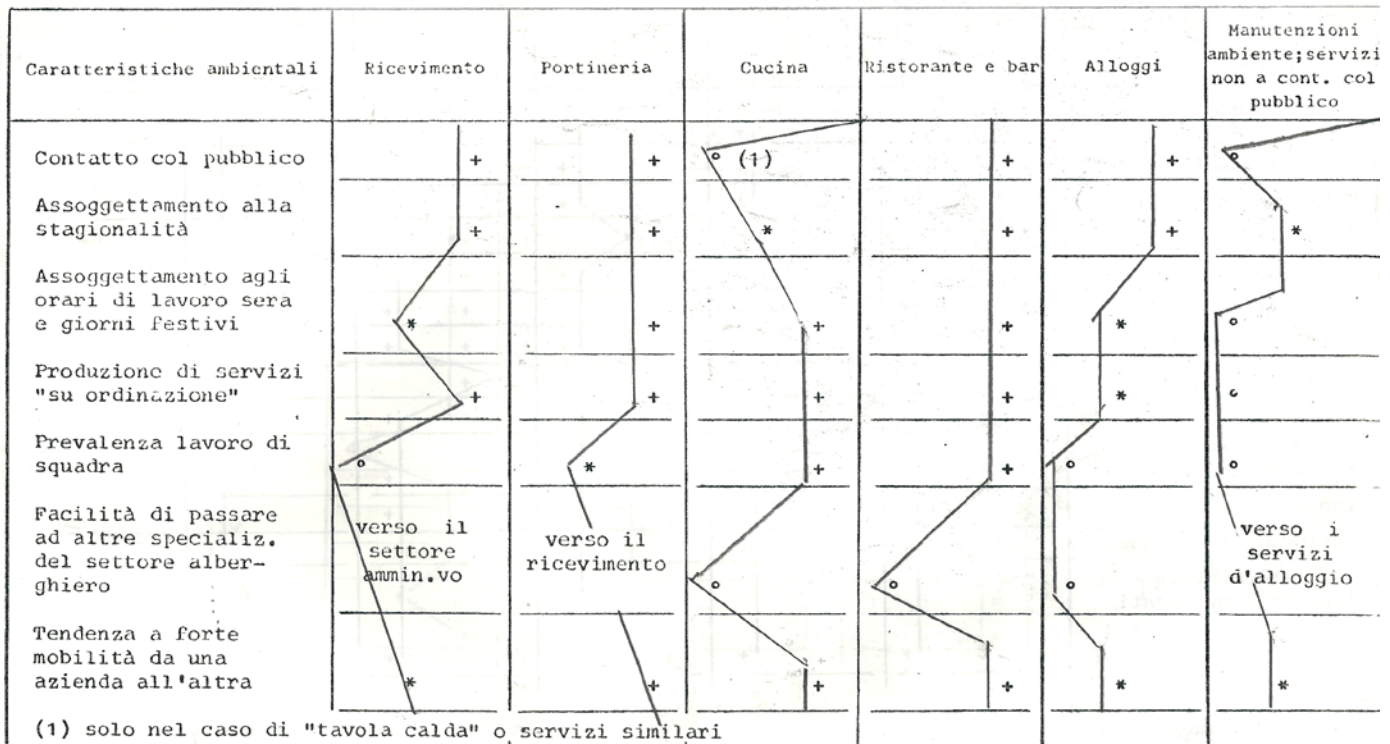 Caratteristiche ambientali Ricevimento Portineria Cucina Ristorante e bar Alloggi Manutenzioni
ambiente;servizi
non a cont. col
pubblico
Contatto col pubblico + + ° (1) + + °
Assoggettamento alla
stagionalità + + * + + *
Assoggettamento agli
orari di lavoro sera
e giorni festivi * + + + * °
Produzione di servizi
"su ordinazione" + + + + * °
Prevalenza lavoro di
squadra ° * + + ° °
Facilità di passare
ad altre specializ.
del settore alber-
ghiero
verso il
settore
ammin.vo
verso il
ricevimento
° ° °
verso i
servizi
d'alloggio
Tendenza a forte
mobilità da una
azienda all'altra * + + + * *
(1) solo nel caso di "tavola calda" o servizi similari